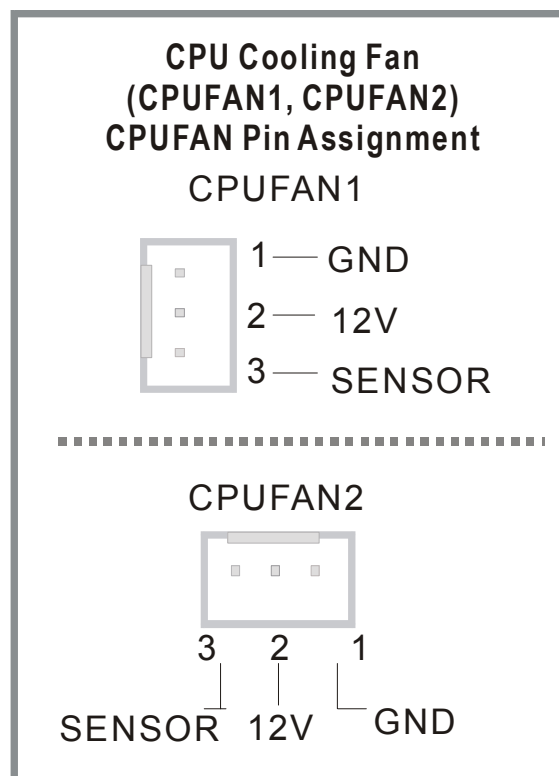 CPU Cooling Fan
(CPUFAN1, CPUFAN2)
CPUFAN Pin Assignment
CPUFAN1
1 GND
2 12V
3 SENSOR
CPUFAN2
3 2 1
SENSOR 12V GND